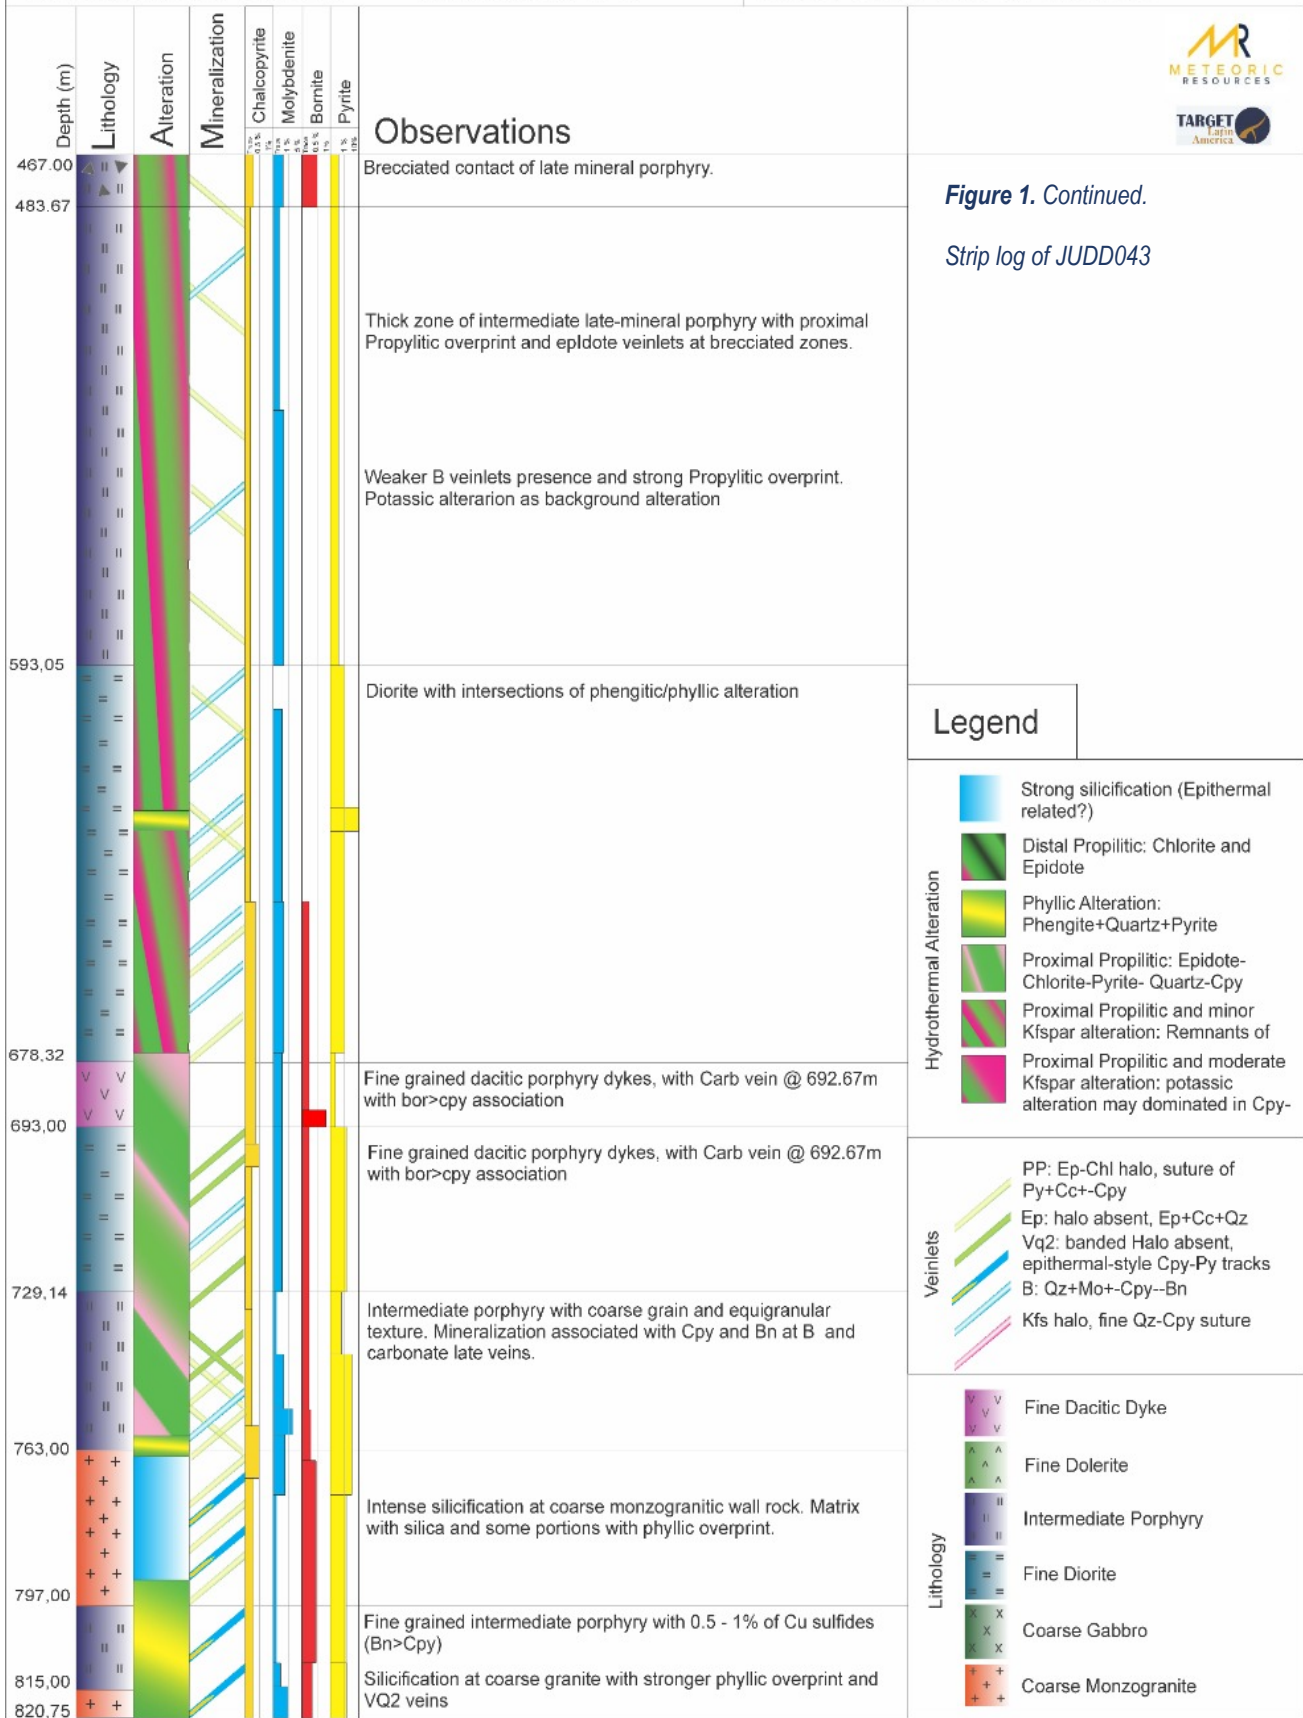 Depth (m)
Lithology
Alteration
Mineralization
Chalcopyrite
Molybdenite
Bornite
Pyrite
Observations
MR
METEORIC
RESOURCES
TARGET
Latin
America
Figure 1. Continued.
Strip log of JUDD043
467.00
Brecciated contact of late mineral porphyry.
483.67
Thick zone of intermediate late-mineral porphyry with proximal
Propylitic overprint and epIdote veinlets at brecciated zones.
Weaker B veinlets presence and strong Propylitic overprint.
Potassic alterarion as background alteration
593,05
Diorite with intersections of phengitic/phyllic alteration
678,32
Fine grained dacitic porphyry dykes, with Carb vein @ 692.67m
with bor>cpy association
693,00
Fine grained dacitic porphyry dykes, with Carb vein @ 692.67m
with bor>cpy association
729,14
Intermediate porphyry with coarse grain and equigranular
texture. Mineralization associated with Cpy and Bn at B and
carbonate late veins.
763,00
Intense silicification at coarse monzogranitic wall rock. Matrix
with silica and some portions with phyllic overprint.
797,00
Fine grained intermediate porphyry with 0.5 - 1% of Cu sulfides
(Bn>Cpy)
815,00
Silicification at coarse granite with stronger phyllic overprint and
VQ2 veins
820.75
Legend
Hydrothermal Alteration
Strong silicification (Epithermal
related?)
Distal Propilitic: Chlorite and
Epidote
Phyllic Alteration:
Phengite+Quartz+Pyrite
Proximal Propilitic: Epidote-
Chlorite-Pyrite- Quartz-Cpy
Proximal Propilitic and minor
Kfspar alteration: Remnants of
Proximal Propilitic and moderate
Kfspar alteration: potassic
alteration may dominated in Cpy-
Veinlets
PP: Ep-Chl halo, suture of
Py+Cc+-Cpy
Ep: halo absent, Ep+Cc+Qz
Vq2: banded Halo absent,
epithermal-style Cpy-Py tracks
B: Qz+Mo+-Cpy--Bn
Kfs halo, fine Qz-Cpy suture
Lithology
Fine Dacitic Dyke
Fine Dolerite
Intermediate Porphyry
Fine Diorite
Coarse Gabbro
Coarse Monzogranite